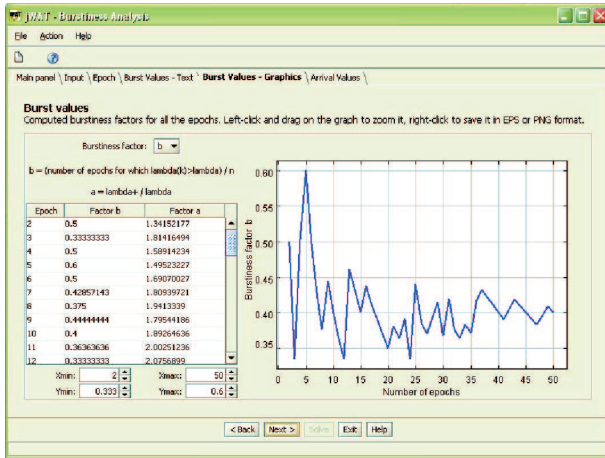 jWAT - Burstiness Analysis
File Action Help
Main panel \ Input \ Epoch \ Burst Values - Text \ Burst Values - Graphics \ Arrival Values \
Burst values
Computed burstiness factors for all the epochs. Left-click and drag on the graph to zoom it, right-click to save it in EPS or PNG format.
Burstiness factor: b
b = (number of epochs for which lambda(k)>lambda) / n
a = lambda+ / lambda
Epoch Factor b Factor a
2 0.5 1.34152177
3 0.33333333 1.81416494
4 0.5 1.58914234
5 0.6 1.49523227
6 0.5 1.69070027
7 0.42857143 1.80939721
8 0.375 1.9413339
9 0.44444444 1.79544186
10 0.4 1.89264636
11 0.36363636 2.00251236
12 0.33333333 2.0756899
Xmin: 2 Xmax: 50
Ymin: 0.333 Ymax: 0.6
Burstiness factor b
0.60
0.55
0.50
0.45
0.40
0.35
0 5 10 15 20 25 30 35 40 45 50
Number of epochs
< Back Next > Solve Exit Help